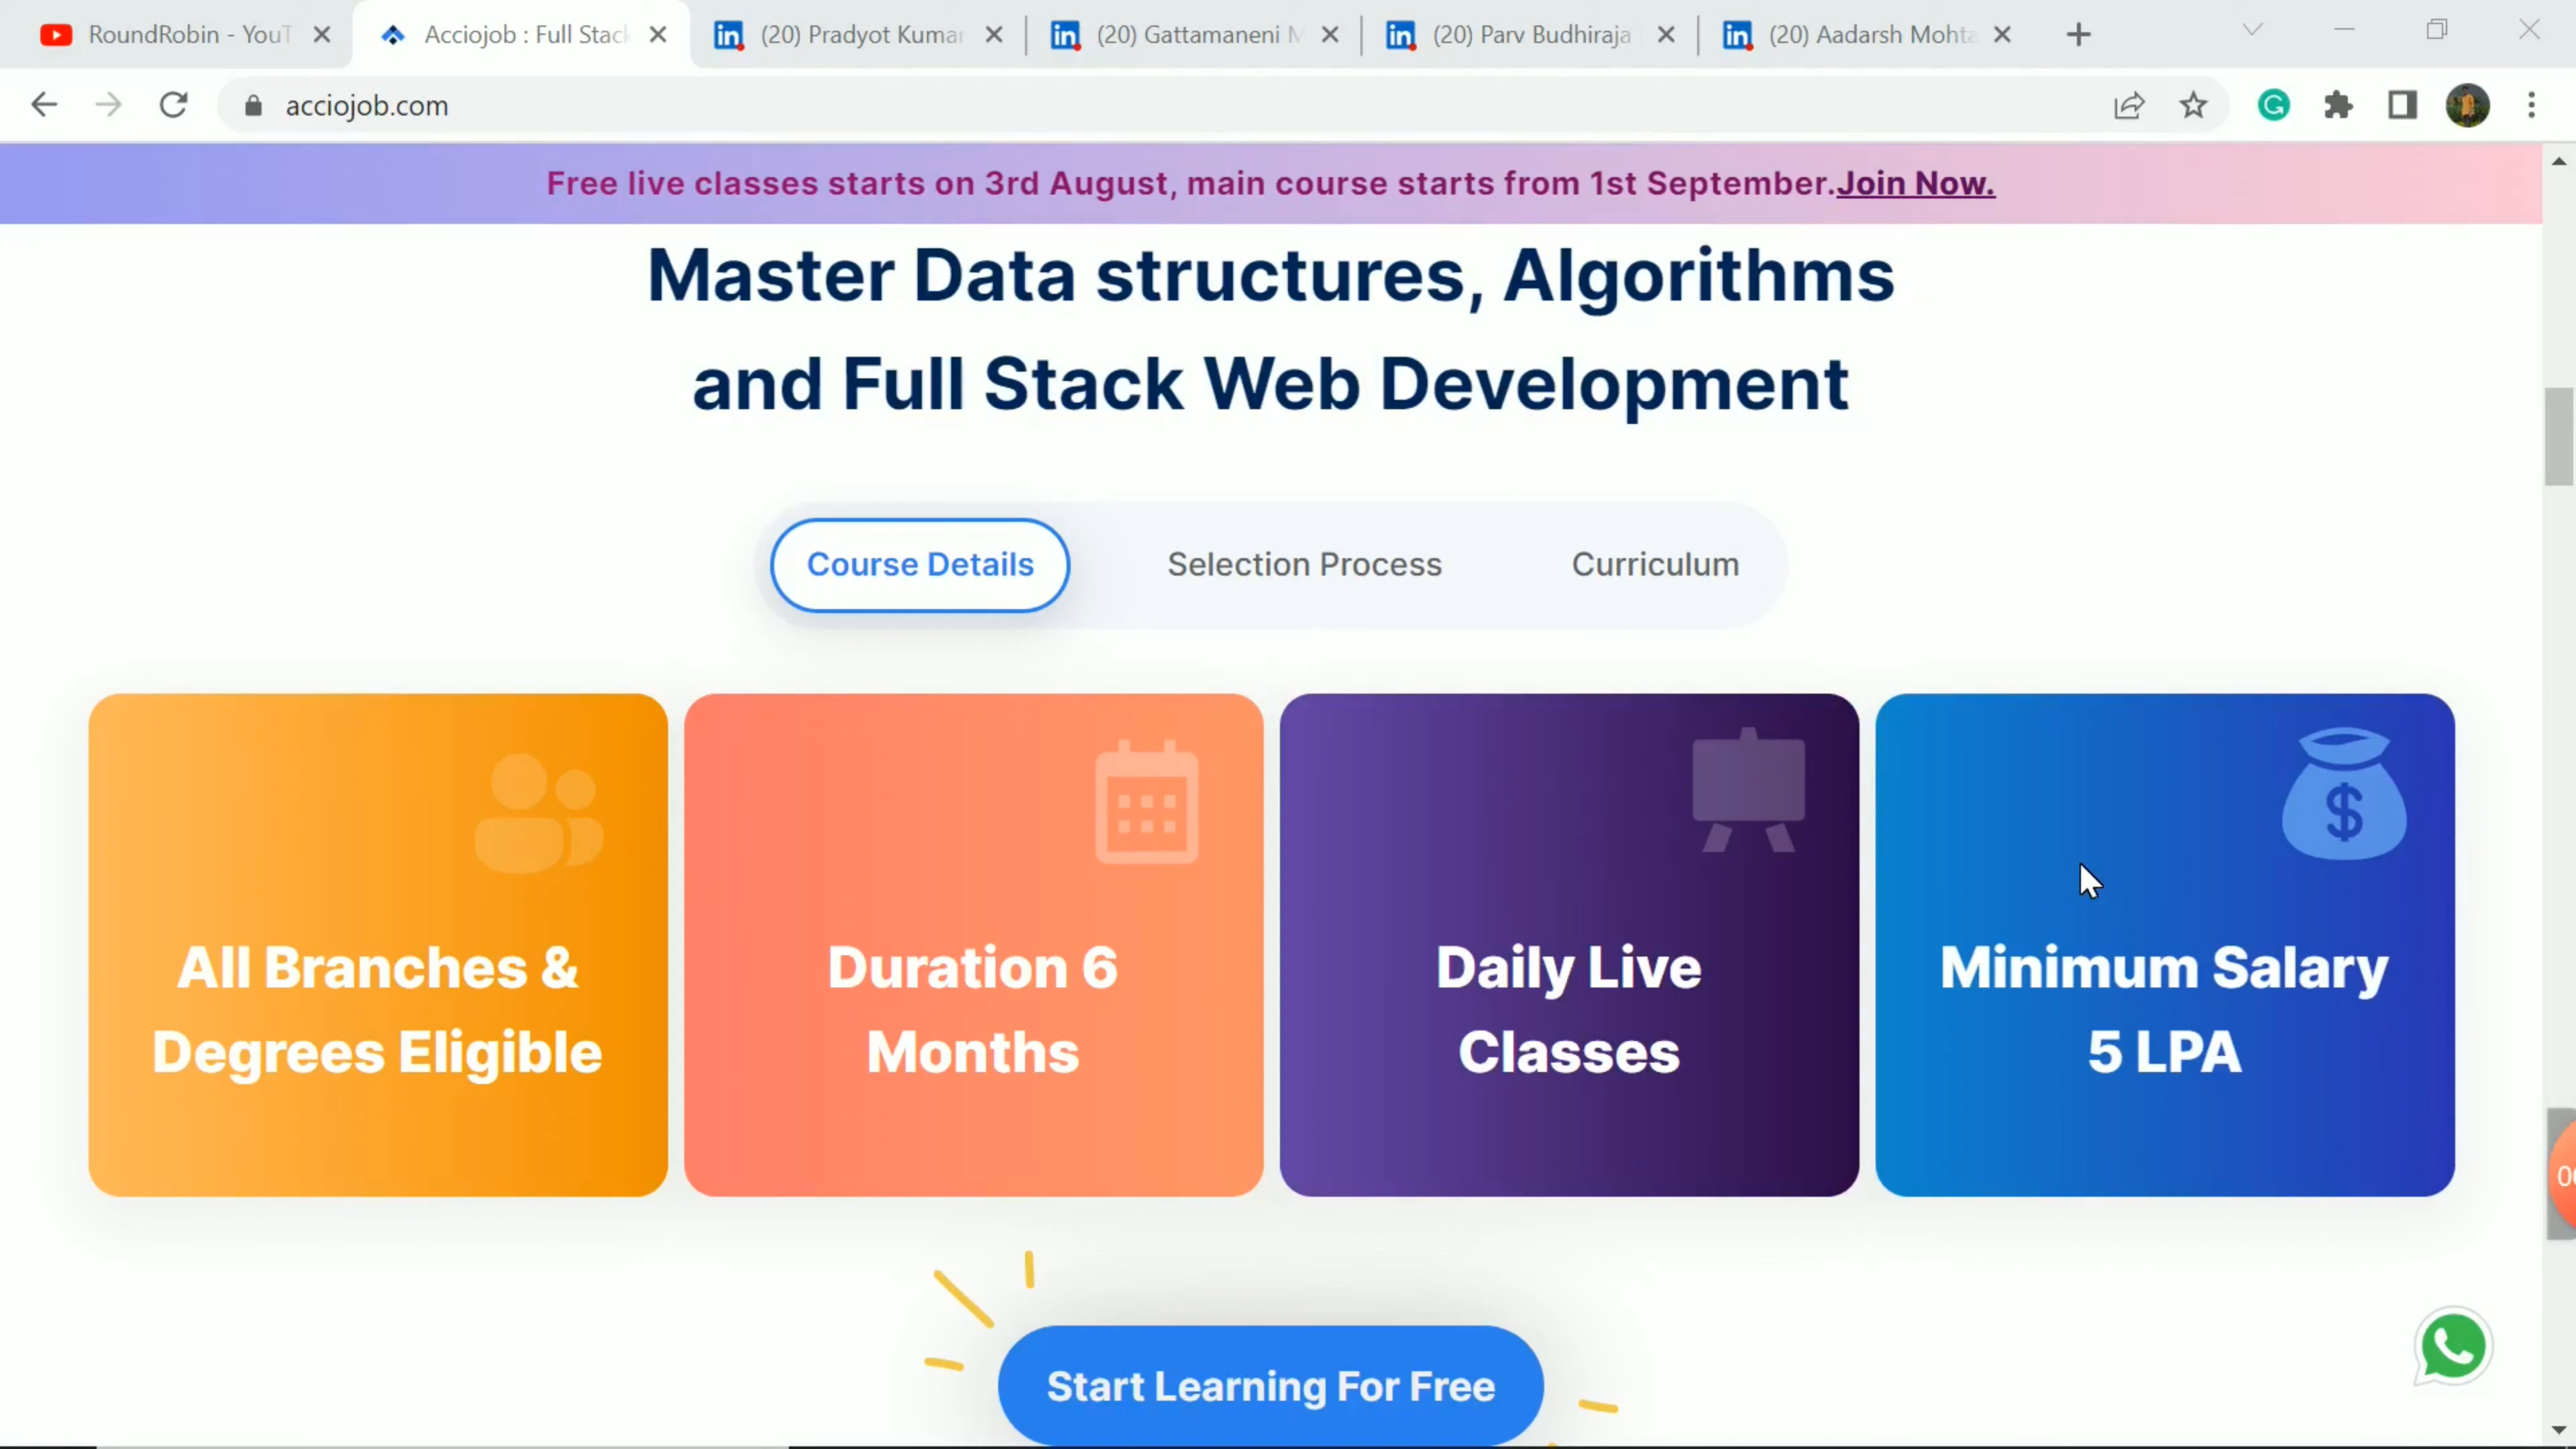 RoundRobin - YouT
Acciojob : Full Stack
(20) Pradyot Kumar
(20) Gattamaneni M
(20) Parv Budhiraja
(20) Aadarsh Mohta
acciojob.com
Free live classes starts on 3rd August, main course starts from 1st September.Join Now.
Master Data structures, Algorithms
and Full Stack Web Development
Course Details
Selection Process
Curriculum
All Branches &
Degrees Eligible
Duration 6
Months
Daily Live
Classes
Minimum Salary
5 LPA
Start Learning For Free